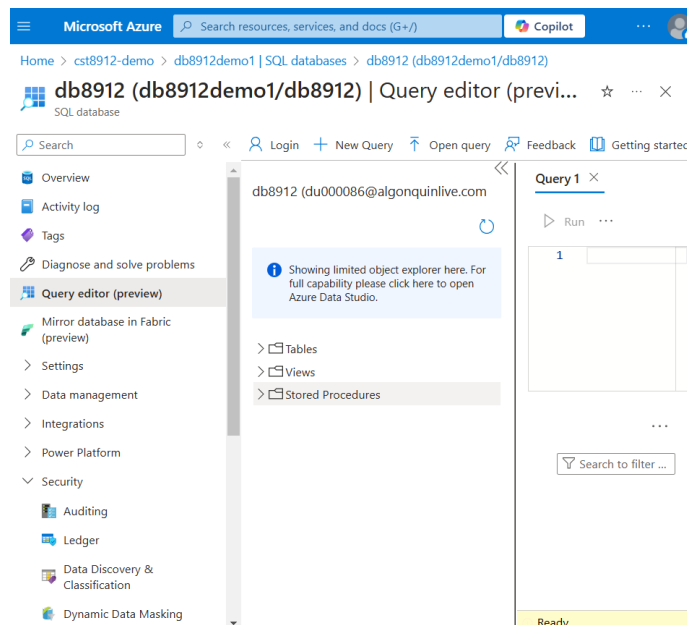 Microsoft Azure
Search resources, services, and docs (G+/)
Copilot
...
Home > cst8912-demo > db8912demo1 | SQL databases > db8912 (db8912demo1/db8912)
db8912 (db8912demo1/db8912) | Query editor (previ...
SQL database
Search
Login
New Query
Open query
Feedback
Getting started
Overview
Activity log
Tags
Diagnose and solve problems
Query editor (preview)
Mirror database in Fabric
(preview)
Settings
Data management
Integrations
Power Platform
Security
Auditing
Ledger
Data Discovery &
Classification
Dynamic Data Masking
db8912 (du000086@algonquinlive.com
Showing limited object explorer here. For
full capability please click here to open
Azure Data Studio.
Tables
Views
Stored Procedures
Query 1
Run
...
1
...
Search to filter ...
Ready